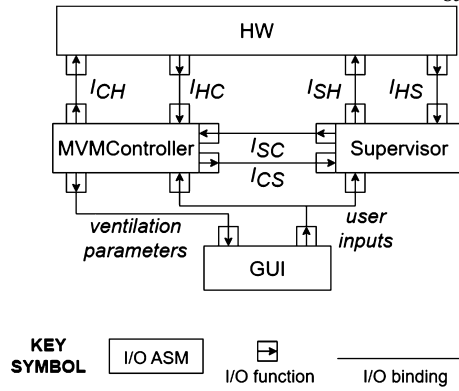 HW
I_CH I_HC I_SH I_HS
MVMController I_SC Supervisor
I_CS
ventilation user
parameters inputs
GUI
KEY
SYMBOL I/O ASM
I/O function I/O binding